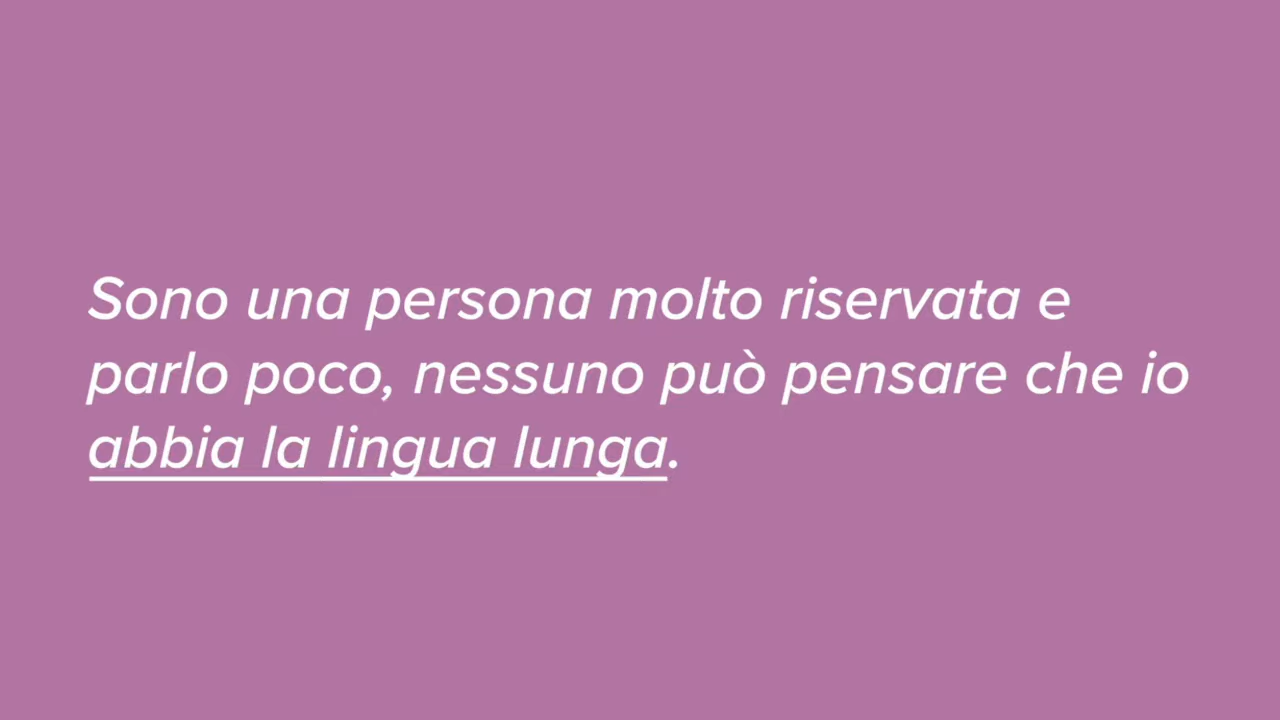 Sono una persona molto riservata e
parlo poco, nessuno può pensare che io
abbia la lingua lunga.